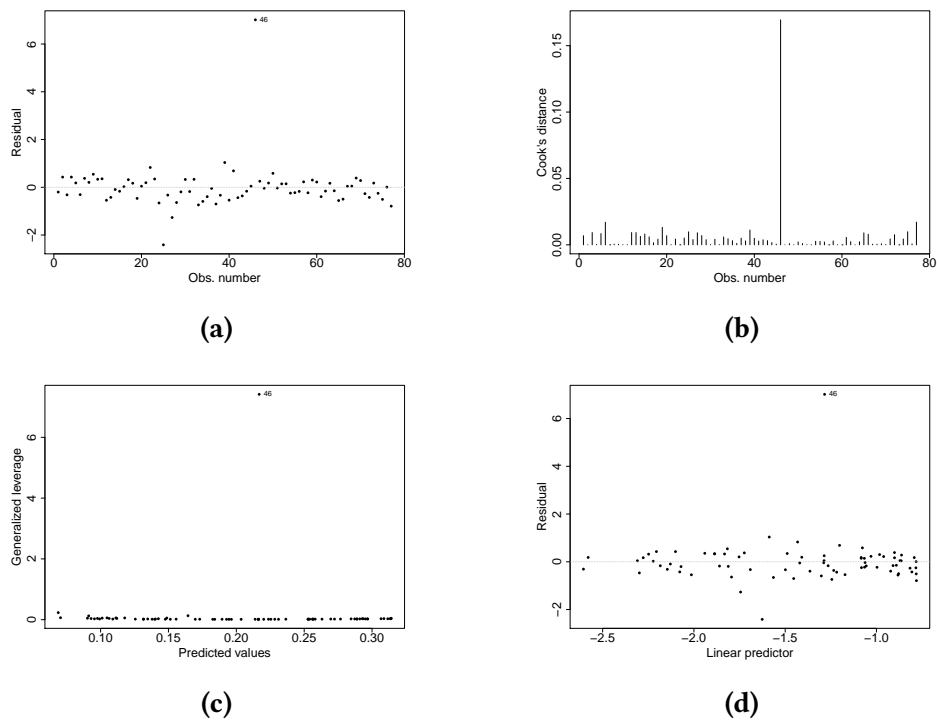 46
Residual
6
4
2
0
−2
0 20 40 60 80
Obs. number
(a)
Cook's distance
0.15
0.10
0.05
0.00
0 20 40 60 80
Obs. number
(b)
46
Generalized leverage
6
4
2
0
0.10 0.15 0.20 0.25 0.30
Predicted values
(c)
46
Residual
6
4
2
0
−2
−2.5 −2.0 −1.5 −1.0
Linear predictor
(d)